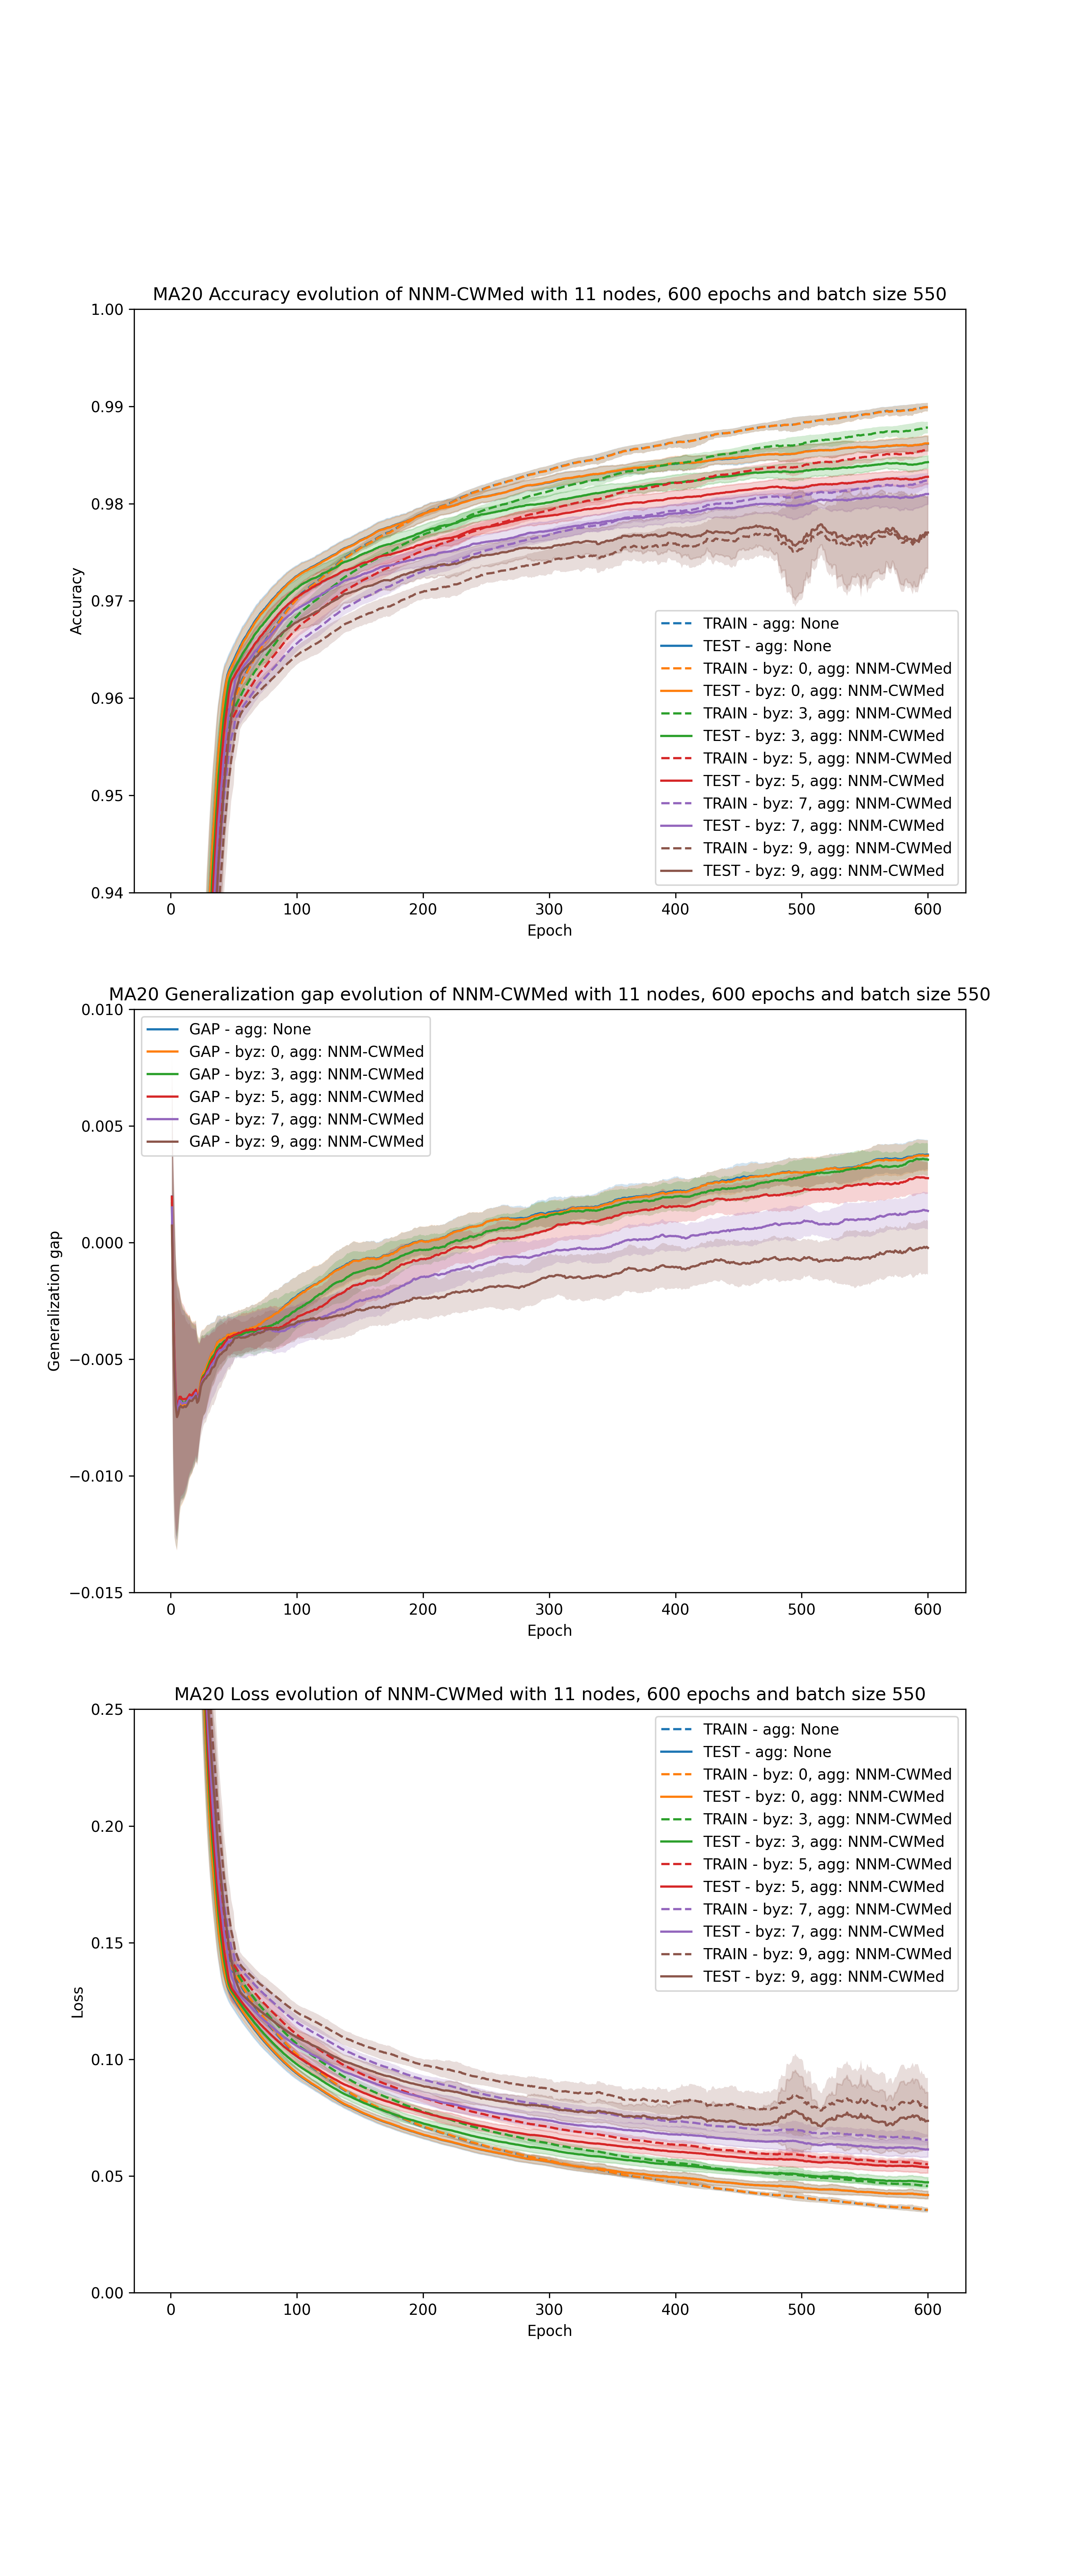 MA20 Accuracy evolution of NNM-CWMed with 11 nodes, 600 epochs and batch size 550
1.00
0.99
0.98
0.97
0.96
0.95
0.94
Accuracy
TRAIN - agg: None
TEST - agg: None
TRAIN - byz: 0, agg: NNM-CWMed
TEST - byz: 0, agg: NNM-CWMed
TRAIN - byz: 3, agg: NNM-CWMed
TEST - byz: 3, agg: NNM-CWMed
TRAIN - byz: 5, agg: NNM-CWMed
TEST - byz: 5, agg: NNM-CWMed
TRAIN - byz: 7, agg: NNM-CWMed
TEST - byz: 7, agg: NNM-CWMed
TRAIN - byz: 9, agg: NNM-CWMed
TEST - byz: 9, agg: NNM-CWMed
0 100 200 300 400 500 600
Epoch
MA20 Generalization gap evolution of NNM-CWMed with 11 nodes, 600 epochs and batch size 550
0.010
0.005
0.000
−0.005
−0.010
−0.015
Generalization gap
GAP - agg: None
GAP - byz: 0, agg: NNM-CWMed
GAP - byz: 3, agg: NNM-CWMed
GAP - byz: 5, agg: NNM-CWMed
GAP - byz: 7, agg: NNM-CWMed
GAP - byz: 9, agg: NNM-CWMed
0 100 200 300 400 500 600
Epoch
MA20 Loss evolution of NNM-CWMed with 11 nodes, 600 epochs and batch size 550
0.25
0.20
0.15
0.10
0.05
0.00
Loss
TRAIN - agg: None
TEST - agg: None
TRAIN - byz: 0, agg: NNM-CWMed
TEST - byz: 0, agg: NNM-CWMed
TRAIN - byz: 3, agg: NNM-CWMed
TEST - byz: 3, agg: NNM-CWMed
TRAIN - byz: 5, agg: NNM-CWMed
TEST - byz: 5, agg: NNM-CWMed
TRAIN - byz: 7, agg: NNM-CWMed
TEST - byz: 7, agg: NNM-CWMed
TRAIN - byz: 9, agg: NNM-CWMed
TEST - byz: 9, agg: NNM-CWMed
0 100 200 300 400 500 600
Epoch